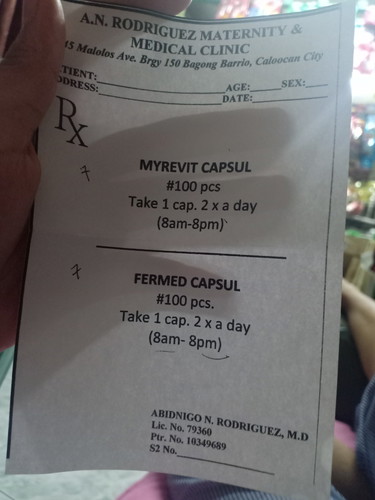 A.N. RODRIGUEZ MATERNITY &
MEDICAL CLINIC
15 Malolos Ave. Brgy 150 Bagong Barrio, Caloocan City
TIENT: AGE: SEX:
DDRESS: DATE:
Rx
7
MYREVIT CAPSUL
#100 pcs
Take 1 cap. 2 x a day
(8am-8pm)
7
FERMED CAPSUL
#100 pcs.
Take 1 cap. 2 x a day
(8am- 8pm)
ABIDNIGO N. RODRIGUEZ, M.D
Lic. No. 79360
Ptr. No. 10349689
S2 No.